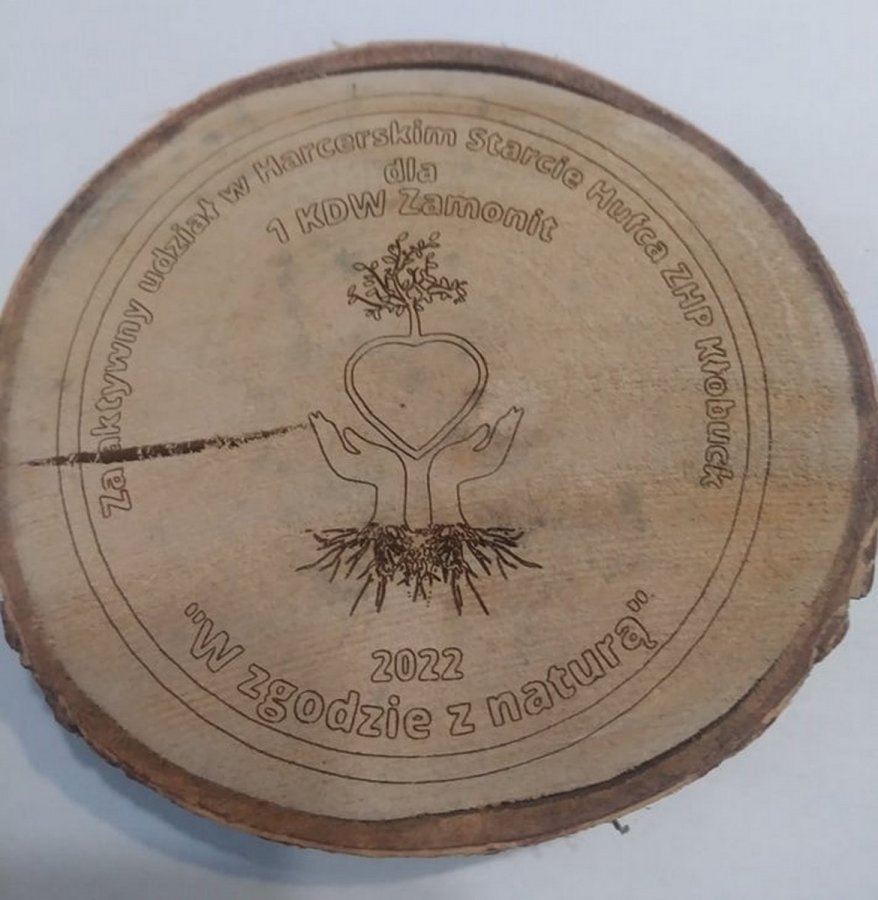 Za aktywny udział w Harcerskim Starcie Hufca ZHP Kłobuck
dla
1 KDW Zamonit
2022
"W zgodzie z naturą"